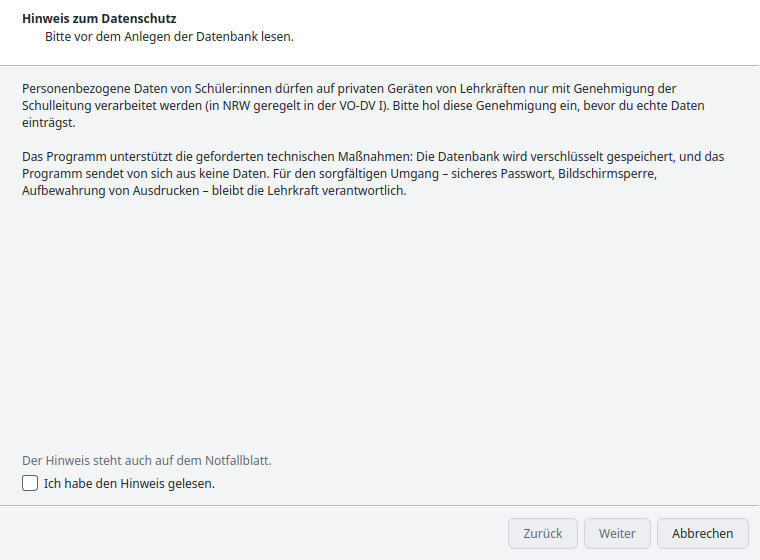 Hinweis zum Datenschutz
Bitte vor dem Anlegen der Datenbank lesen.
Personenbezogene Daten von Schüler:innen dürfen auf privaten Geräten von Lehrkräften nur mit Genehmigung der
Schulleitung verarbeitet werden (in NRW geregelt in der VO-DV I). Bitte hol diese Genehmigung ein, bevor du echte Daten
einträgst.
Das Programm unterstützt die geforderten technischen Maßnahmen: Die Datenbank wird verschlüsselt gespeichert, und das
Programm sendet von sich aus keine Daten. Für den sorgfältigen Umgang – sicheres Passwort, Bildschirmsperre,
Aufbewahrung von Ausdrucken – bleibt die Lehrkraft verantwortlich.
Der Hinweis steht auch auf dem Notfallblatt.
Ich habe den Hinweis gelesen.
Zurück Weiter Abbrechen